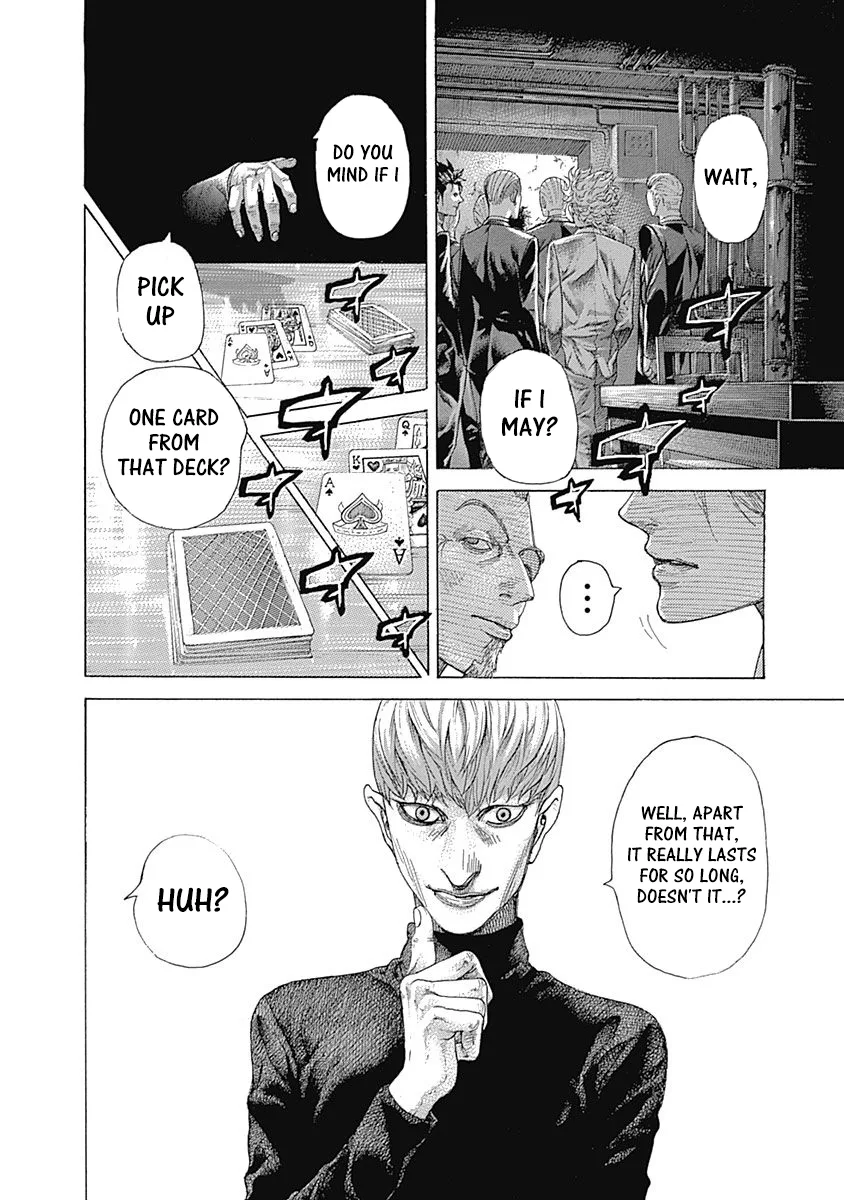 WAIT,
IF I
MAY?
DO YOU
MIND IF I
PICK
UP
ONE CARD
FROM
THAT DECK?
A
A
K
Q
...
WELL, APART
FROM THAT,
IT REALLY LASTS
FOR SO LONG,
DOESN'T IT...?
HUH?